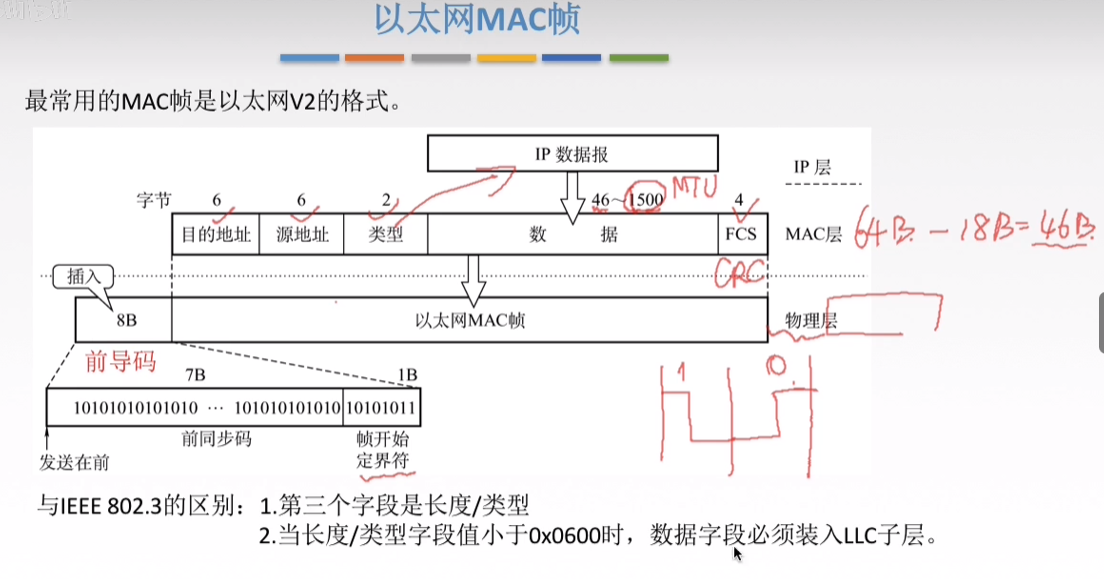 以太网MAC帧
最常用的MAC帧是以太网V2的格式。
IP 数据报
IP 层
字节 6 6 2 46~1500 MTU 4
目的地址 源地址 类型 数 据 FCS MAC层 64B - 18B = 46B
CRC
插入
8B 以太网MAC帧 物理层
前导码
7B 1B
1 0
10101010101010 … 101010101010 10101011
前同步码 帧开始
定界符
发送在前
与IEEE 802.3的区别：1.第三个字段是长度/类型
2.当长度/类型字段值小于0x0600时，数据字段必须装入LLC子层。